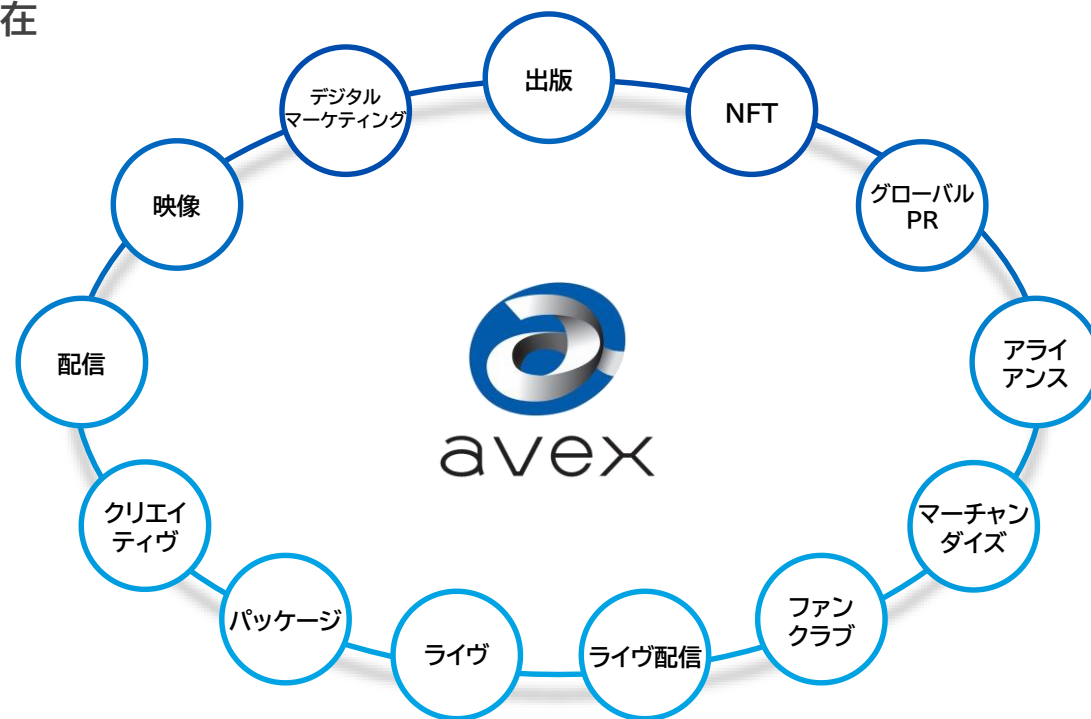 在
出版
デジタル
マーケティング
NFT
映像
グローバル
PR
配信
アライ
アンス
avex
クリエイ
ティヴ
マーチャン
ダイズ
パッケージ
ファン
クラブ
ライヴ
ライヴ配信